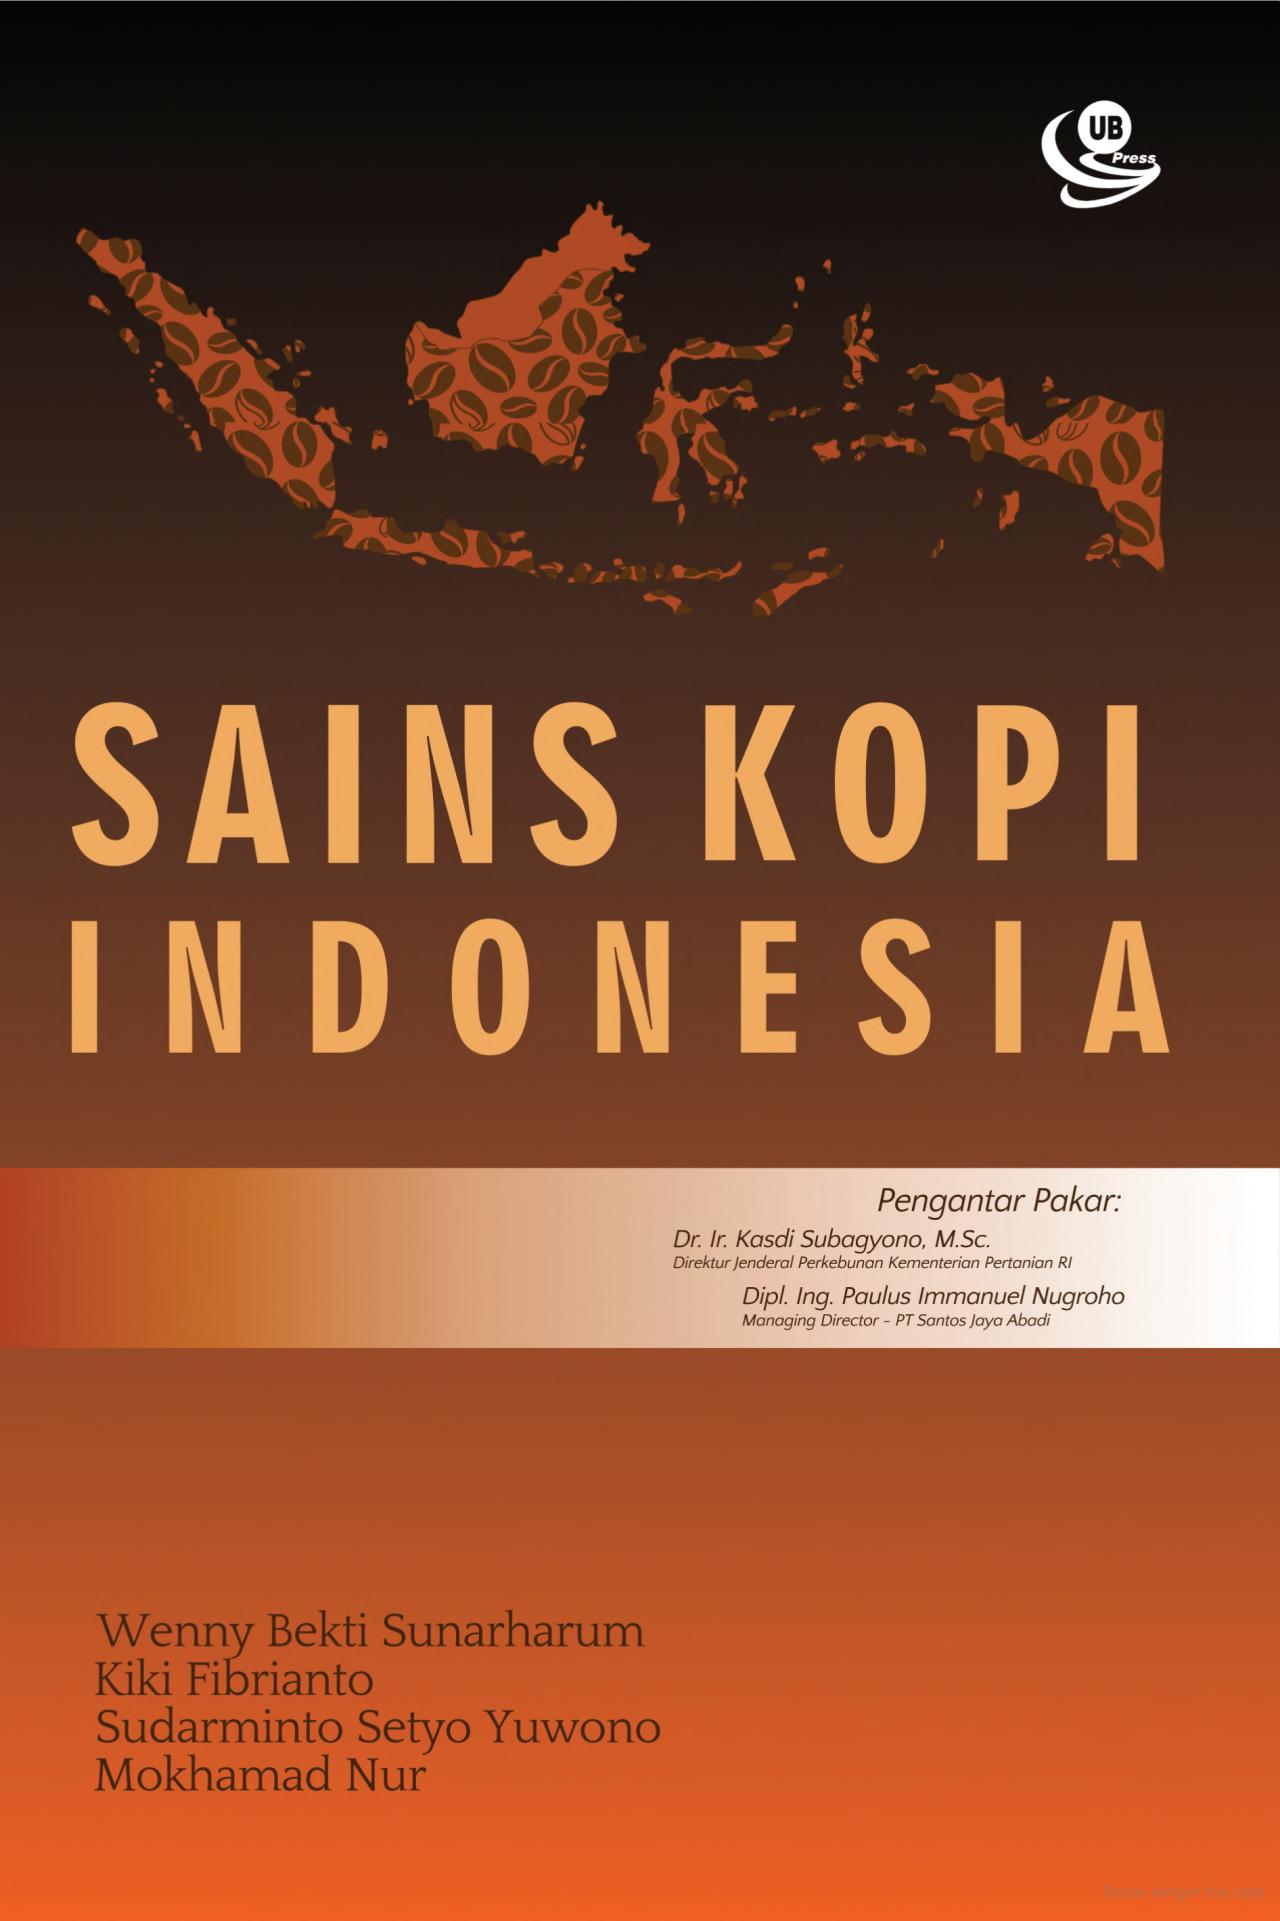 UB
Press
SAINS KOPI
INDONESIA
Pengantar Pakar:
Dr. Ir. Kasdi Subagyono, M.Sc.
Direktur Jenderal Perkebunan Kementerian Pertanian RI
Dipl. Ing. Paulus Immanuel Nugroho
Managing Director - PT Santos Jaya Abadi
Wenny Bekti Sunarharum
Kiki Fibrianto
Sudarminto Setyo Yuwono
Mokhamad Nur